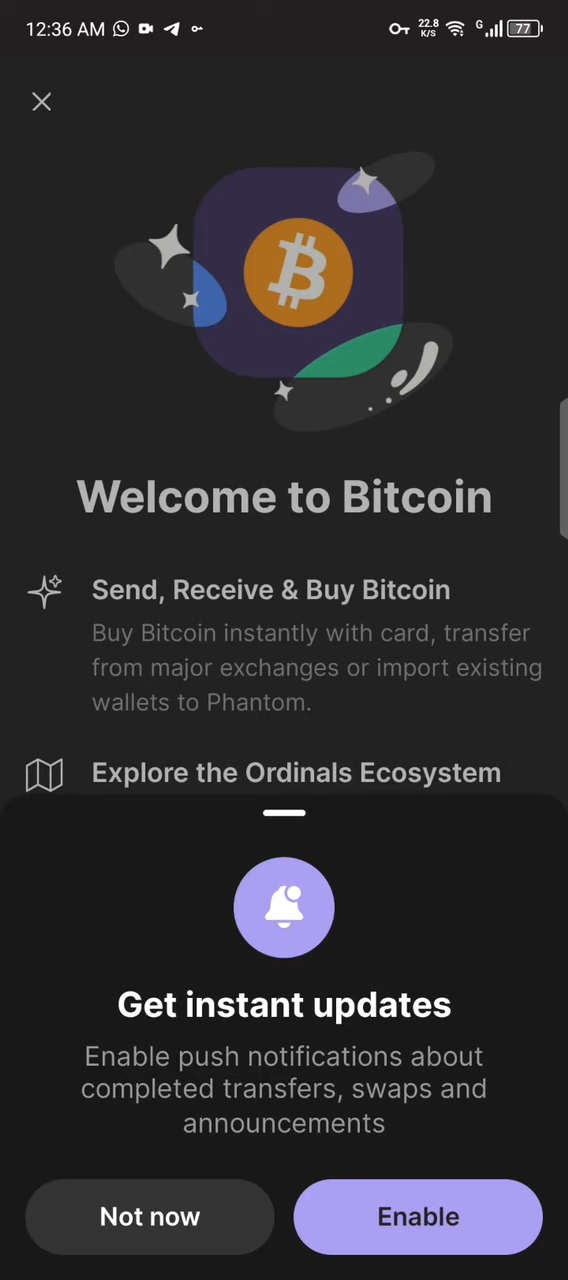 12:36 AM
22.8
K/S
G
77
Welcome to Bitcoin
Send, Receive & Buy Bitcoin
Buy Bitcoin instantly with card, transfer
from major exchanges or import existing
wallets to Phantom.
Explore the Ordinals Ecosystem
Get instant updates
Enable push notifications about
completed transfers, swaps and
announcements
Not now
Enable